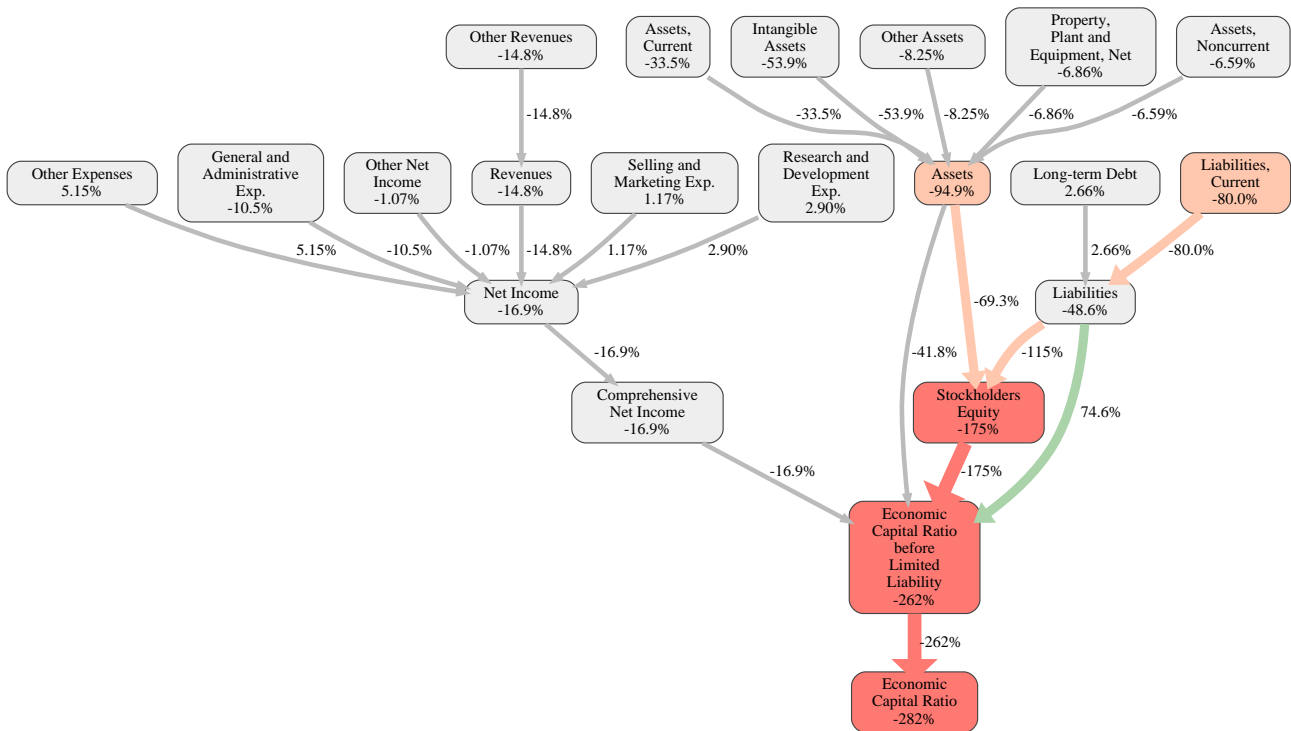 Other Revenues
-14.8%
Assets,
Current
-33.5%
Intangible
Assets
-53.9%
Other Assets
-8.25%
Property,
Plant and
Equipment, Net
-6.86%
Assets,
Noncurrent
-6.59%
-14.8%
-33.5%
-53.9%
-8.25%
-6.86%
-6.59%
Other Expenses
5.15%
General and
Administrative
Exp.
-10.5%
Other Net
Income
-1.07%
Revenues
-14.8%
Selling and
Marketing Exp.
1.17%
Research and
Development
Exp.
2.90%
Assets
-94.9%
Long-term Debt
2.66%
Liabilities,
Current
-80.0%
5.15%
-10.5%
-1.07%
-14.8%
1.17%
2.90%
2.66%
-80.0%
Net Income
-16.9%
Liabilities
-48.6%
-69.3%
-16.9%
-41.8%
-115%
Comprehensive
Net Income
-16.9%
Stockholders
Equity
-175%
74.6%
-16.9%
-175%
Economic
Capital Ratio
before
Limited
Liability
-262%
-262%
Economic
Capital Ratio
-282%